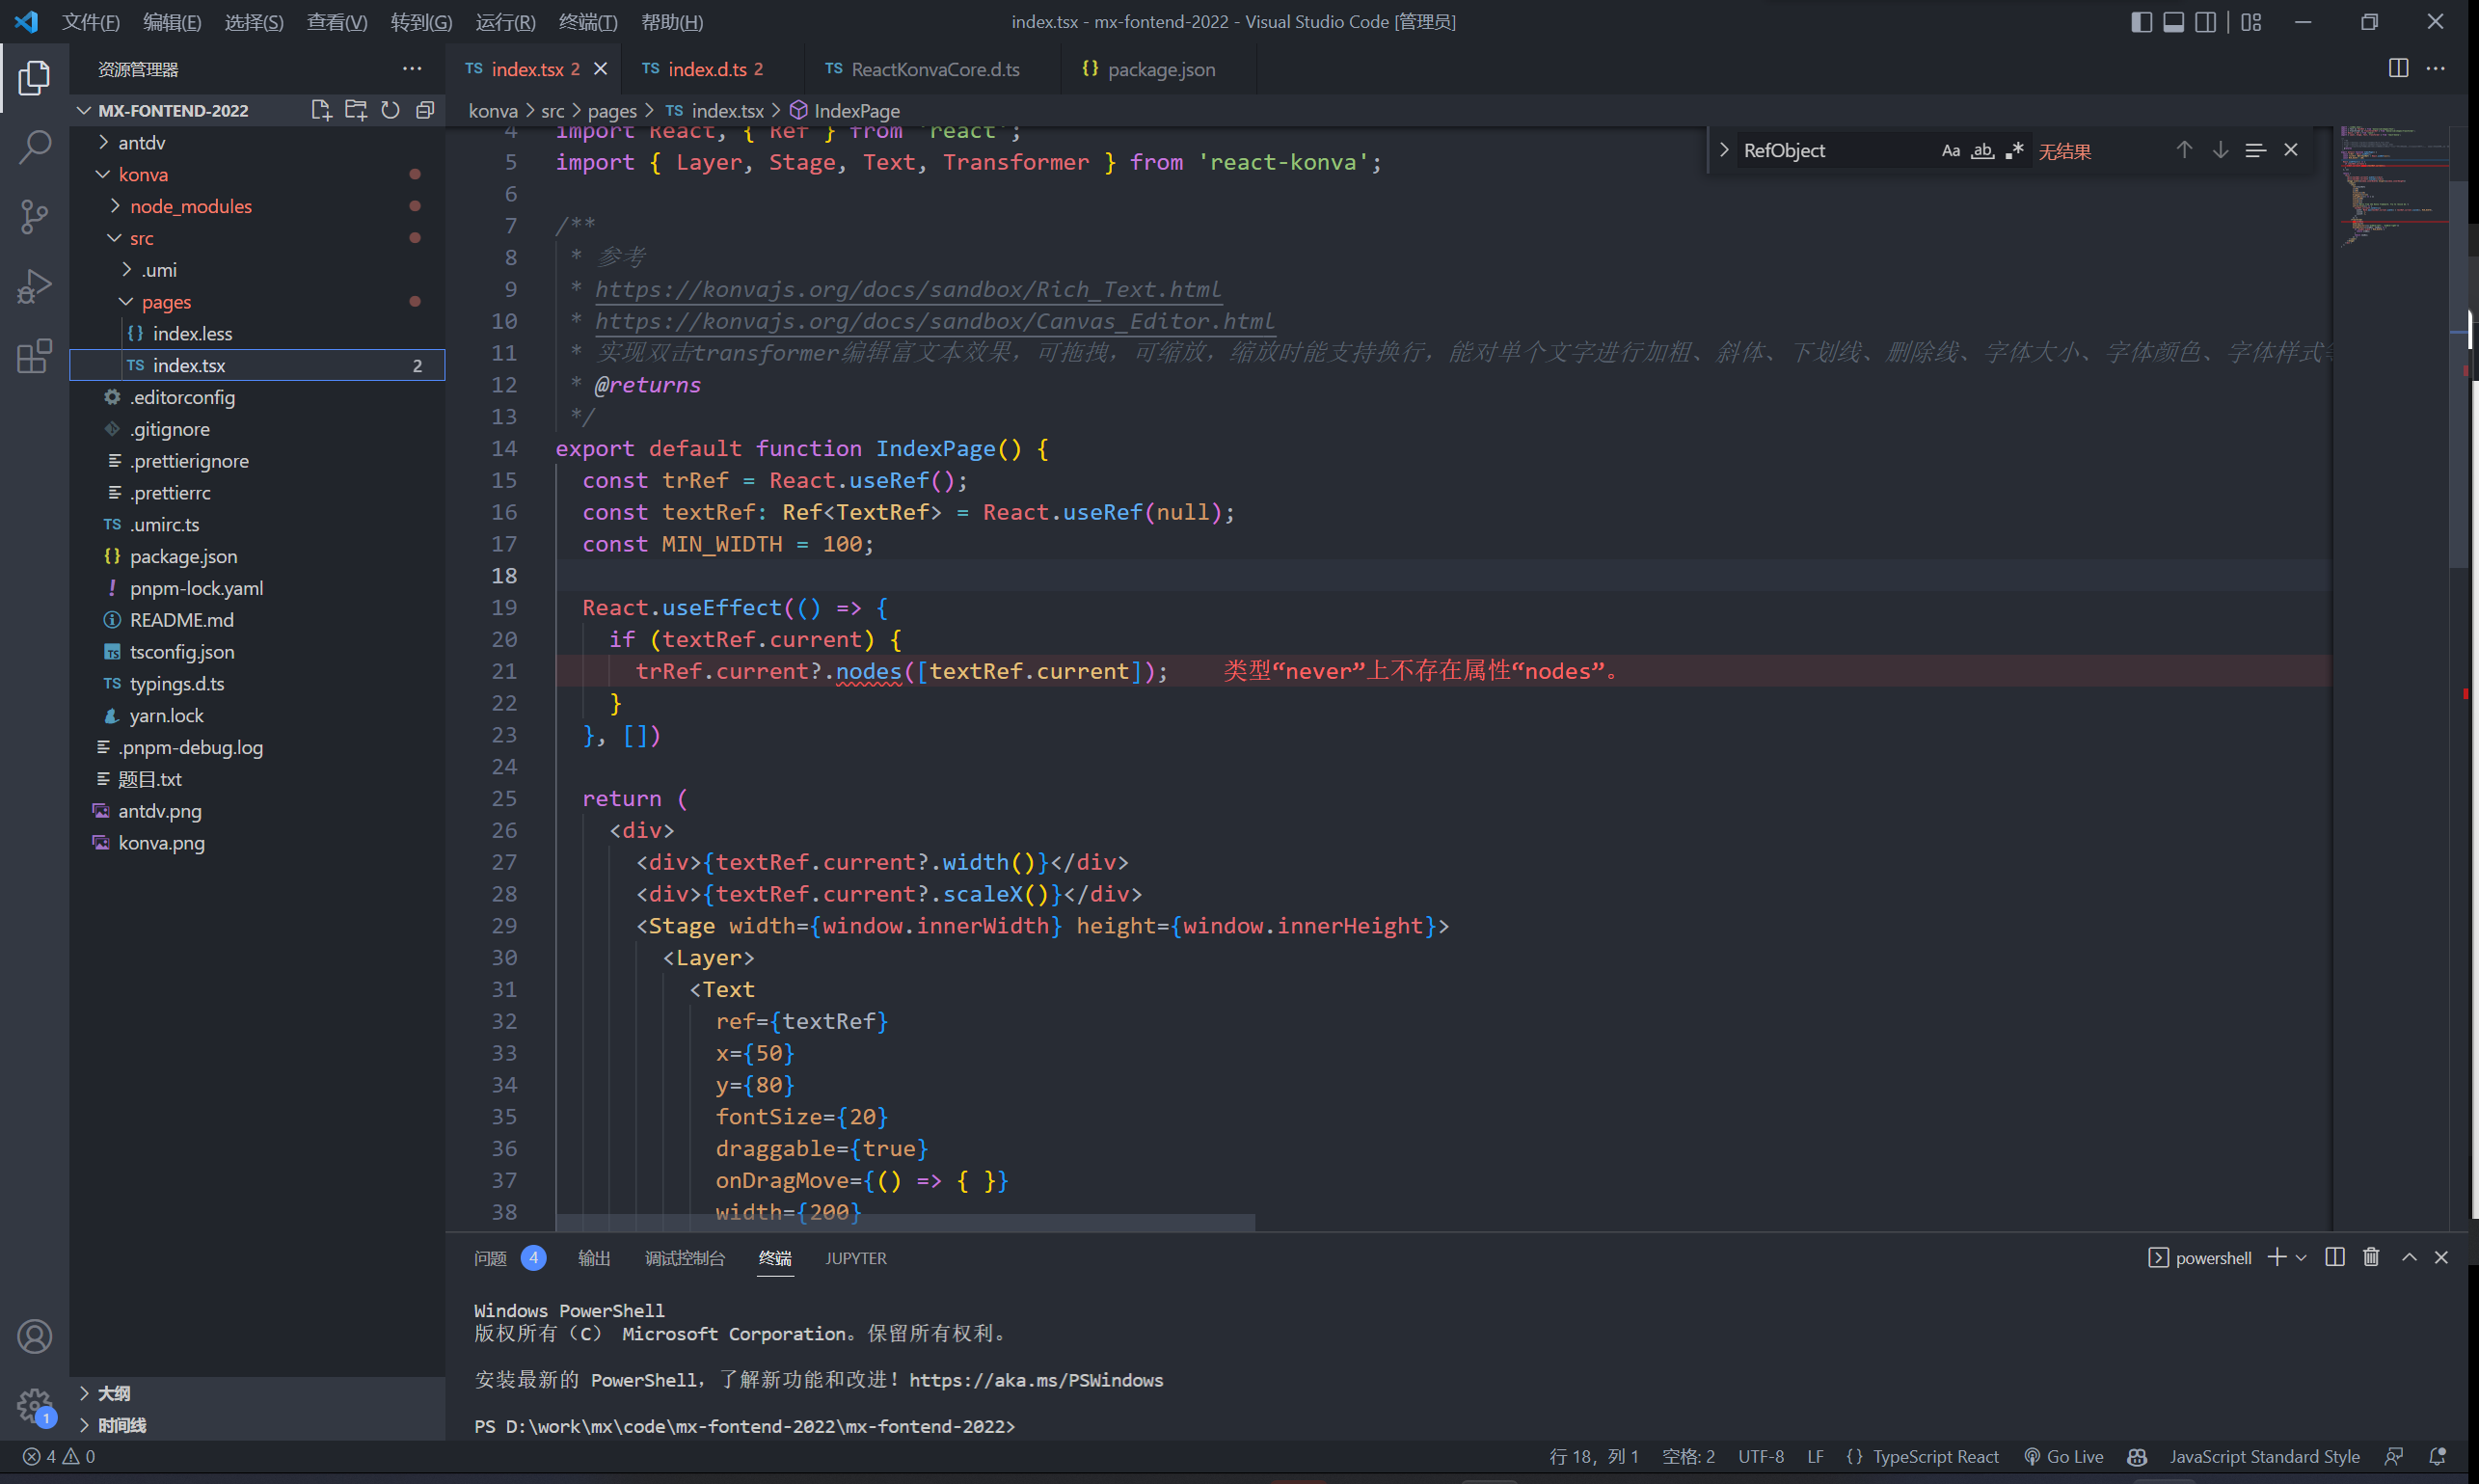 文件(F) 编辑(E) 选择(S) 查看(V) 转到(G) 运行(R) 终端(T) 帮助(H) index.tsx - mx-fontend-2022 - Visual Studio Code [管理员]
资源管理器
TS index.tsx 2 TS index.d.ts 2 TS ReactKonvaCore.d.ts {} package.json
MX-FONTEND-2022
konva > src > pages > TS index.tsx > IndexPage
antdv
konva
node_modules
src
.umi
pages
{} index.less
TS index.tsx 2
.editorconfig
.gitignore
.prettierignore
.prettierrc
TS .umirc.ts
{} package.json
! pnpm-lock.yaml
README.md
TS tsconfig.json
TS typings.d.ts
yarn.lock
.pnpm-debug.log
题目.txt
antdv.png
konva.png
大纲
时间线
RefObject Aa ab .* 无结果
4 import React, { Ref } from 'react';
5 import { Layer, Stage, Text, Transformer } from 'react-konva';
6
7 /**
8 * 参考
9 * https://konvajs.org/docs/sandbox/Rich_Text.html
10 * https://konvajs.org/docs/sandbox/Canvas_Editor.html
11 * 实现双击transformer编辑富文本效果，可拖拽，可缩放，缩放时能支持换行，能对单个文字进行加粗、斜体、下划线、删除线、字体大小、字体颜色、字体样式
12 * @returns
13 */
14 export default function IndexPage() {
15 const trRef = React.useRef();
16 const textRef: Ref<TextRef> = React.useRef(null);
17 const MIN_WIDTH = 100;
18
19 React.useEffect(() => {
20 if (textRef.current) {
21 trRef.current?.nodes([textRef.current]); 类型“never”上不存在属性“nodes”。
22 }
23 }, [])
24
25 return (
26 <div>
27 <div>{textRef.current?.width()}</div>
28 <div>{textRef.current?.scaleX()}</div>
29 <Stage width={window.innerWidth} height={window.innerHeight}>
30 <Layer>
31 <Text
32 ref={textRef}
33 x={50}
34 y={80}
35 fontSize={20}
36 draggable={true}
37 onDragMove={() => { }}
38 width={200}
问题 4 输出 调试控制台 终端 JUPYTER powershell
Windows PowerShell
版权所有（C） Microsoft Corporation。保留所有权利。
安装最新的 PowerShell，了解新功能和改进！https://aka.ms/PSWindows
PS D:\work\mx\code\mx-fontend-2022\mx-fontend-2022>
1
4 0 行 18，列 1 空格: 2 UTF-8 LF {} TypeScript React Go Live JavaScript Standard Style